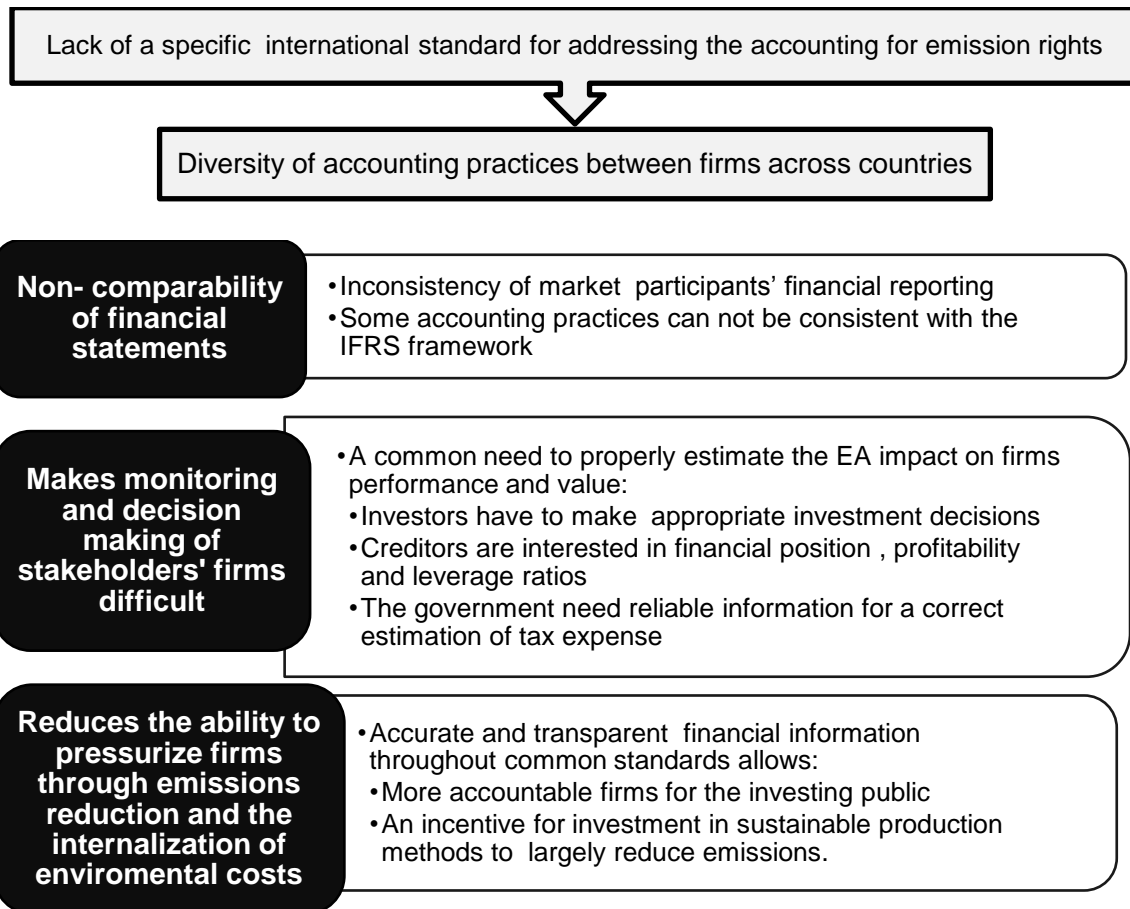 Lack of a specific international standard for addressing the accounting for emission rights
Diversity of accounting practices between firms across countries
Non- comparability
of financial
statements
•Inconsistency of market participants’ financial reporting
•Some accounting practices can not be consistent with the
IFRS framework
Makes monitoring
and decision
making of
stakeholders' firms
difficult
•A common need to properly estimate the EA impact on firms
performance and value:
•Investors have to make appropriate investment decisions
•Creditors are interested in financial position , profitability
and leverage ratios
•The government need reliable information for a correct
estimation of tax expense
Reduces the ability to
pressurize firms
through emissions
reduction and the
internalization of
enviromental costs
•Accurate and transparent financial information
throughout common standards allows:
•More accountable firms for the investing public
•An incentive for investment in sustainable production
methods to largely reduce emissions.